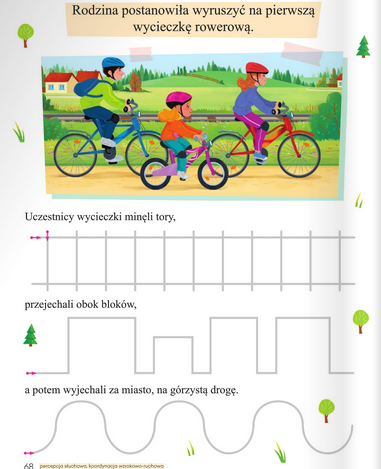 Rodzina postanowiła wyruszyć na pierwszą
wycieczkę rowerową.
Uczestnicy wycieczki minęli tory,
przejechali obok bloków,
a potem wyjechali za miasto, na górzystą drogę.
68 percepcja słuchowa, koordynacja wzrokowo-ruchowa